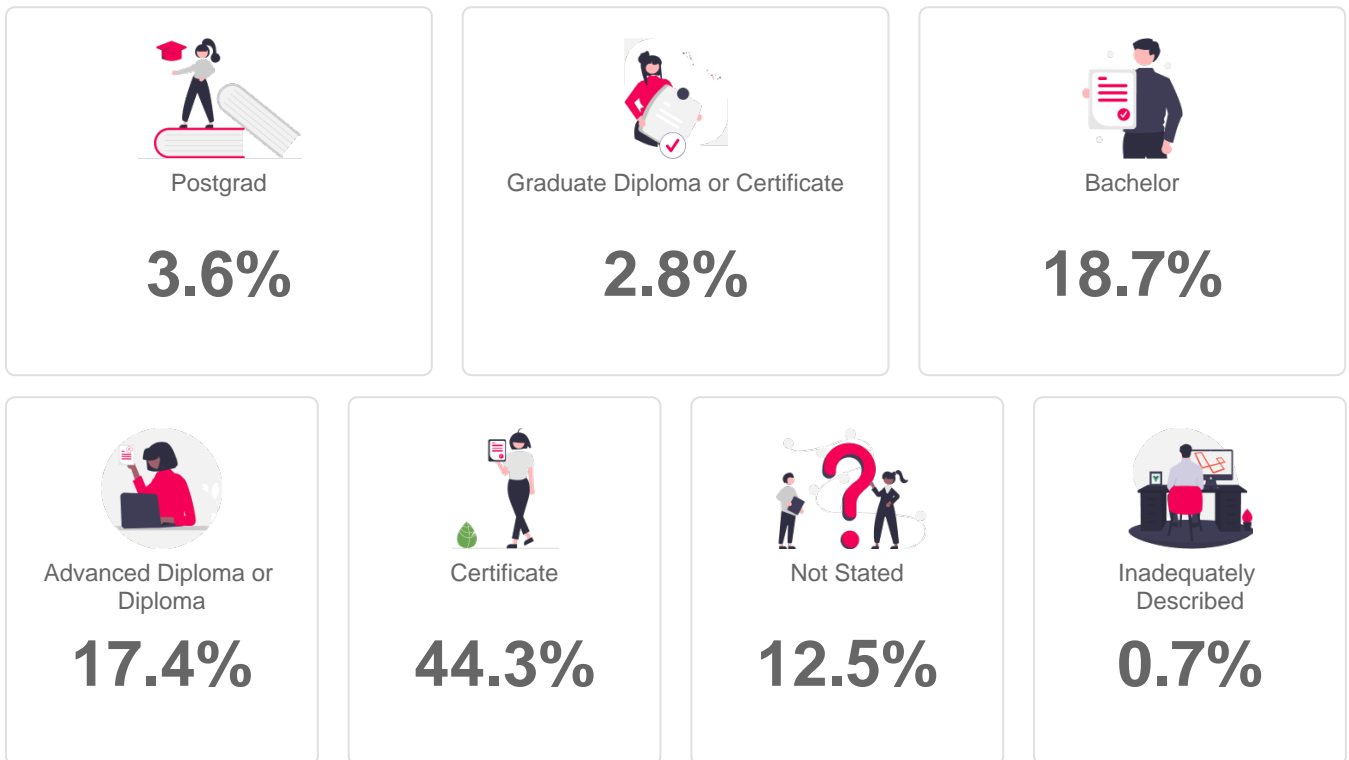 Postgrad
3.6%
Graduate Diploma or Certificate
2.8%
Bachelor
18.7%
Advanced Diploma or
Diploma
17.4%
Certificate
44.3%
Not Stated
12.5%
Inadequately
Described
0.7%